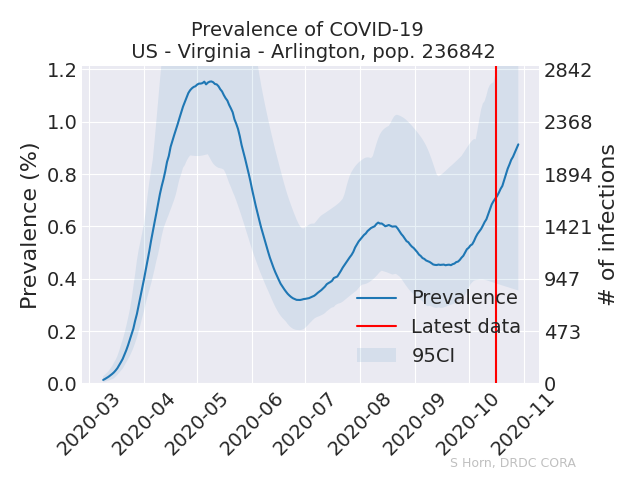 Prevalence of COVID-19
US - Virginia - Arlington, pop. 236842
1.2
1.0
0.8
0.6
0.4
0.2
0.0
Prevalence (%)
2842
2368
1894
1421
947
473
0
# of infections
Prevalence
Latest data
95CI
2020-03
2020-04
2020-05
2020-06
2020-07
2020-08
2020-09
2020-10
2020-11
S Horn, DRDC CORA